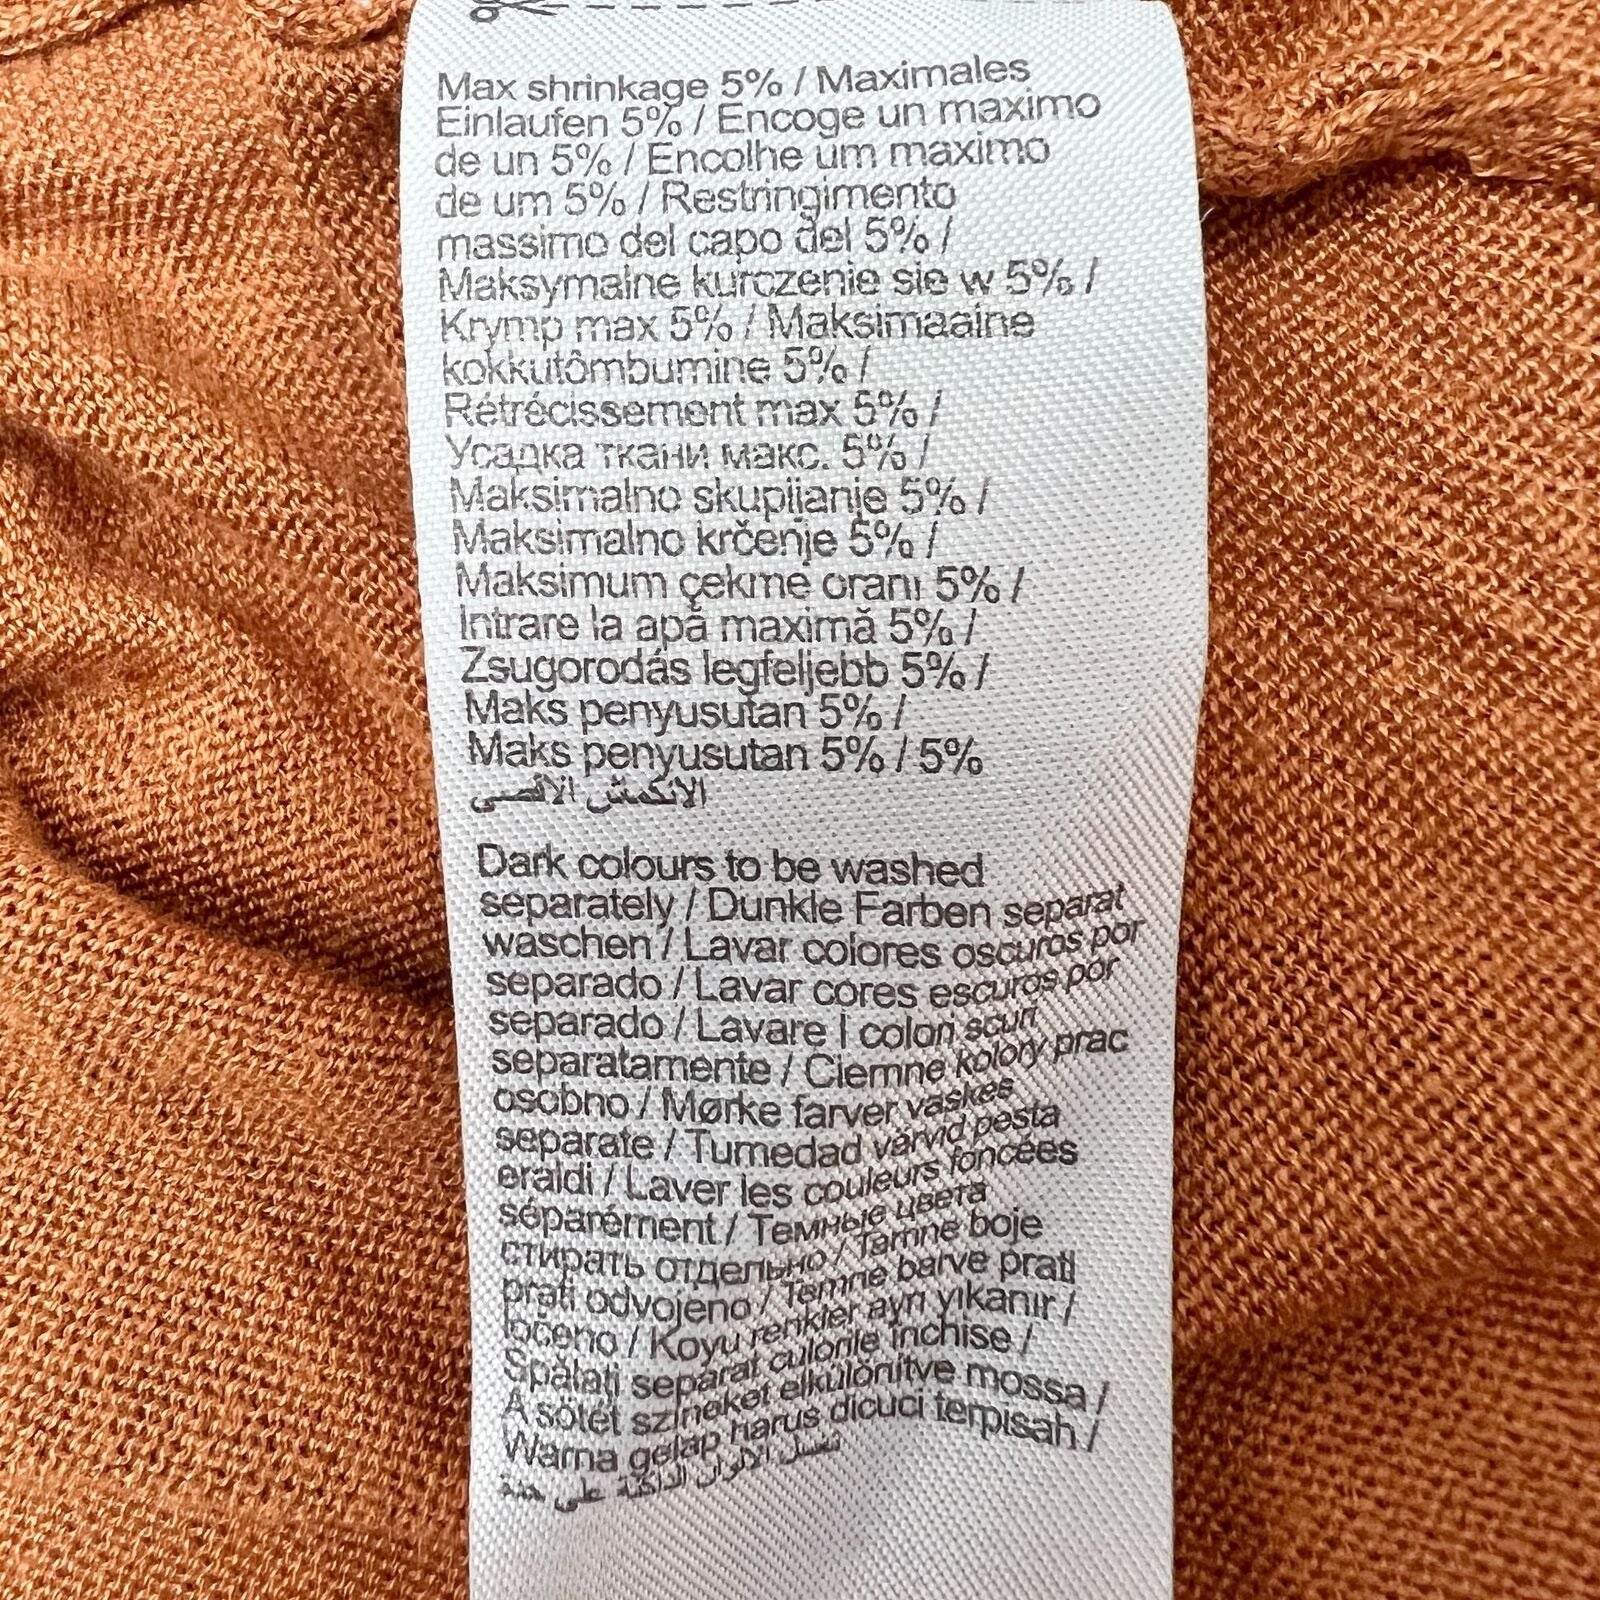 Max shrinkage 5% / Maximales
Einlaufen 5% / Encoge un maximo
de un 5% / Encolhe um maximo
de um 5% / Restringimento
massimo del capo del 5% /
Maksymalne kurczenie sie w 5% /
Krymp max 5% / Maksimaalne
kokkutõmbumine 5% /
Rétrécissement max 5% /
Усадка ткани макс. 5% /
Maksimalno skupljanje 5% /
Maksimalno krčenje 5% /
Maksimum çekme oranı 5% /
Intrare la apă maximă 5% /
Zsugorodás legfeljebb 5% /
Maks penyusutan 5% /
Maks penyusutan 5% / 5%
الانكمش الأقصى
Dark colours to be washed
separately / Dunkle Farben separat
waschen / Lavar colores oscuros por
separado / Lavar cores escuros por
separado / Lavare I colori scuri
separatamente / Ciemne kolory prac
osobno / Mørke farver vaskes
separate / Tumedad värvid pesta
eraldi / Laver les couleurs foncées
séparément / Темные цвета
стирать отдельно / Tamne boje
prati odvojeno / Temne barve prati
ločeno / Koyu renkler ayrı yıkanır /
Spălați separat culorile închise /
A sötét színeket elkülönítve mossa /
Warna gelap harus dicuci terpisah /
تغسل الألوان الداكنة على حدة